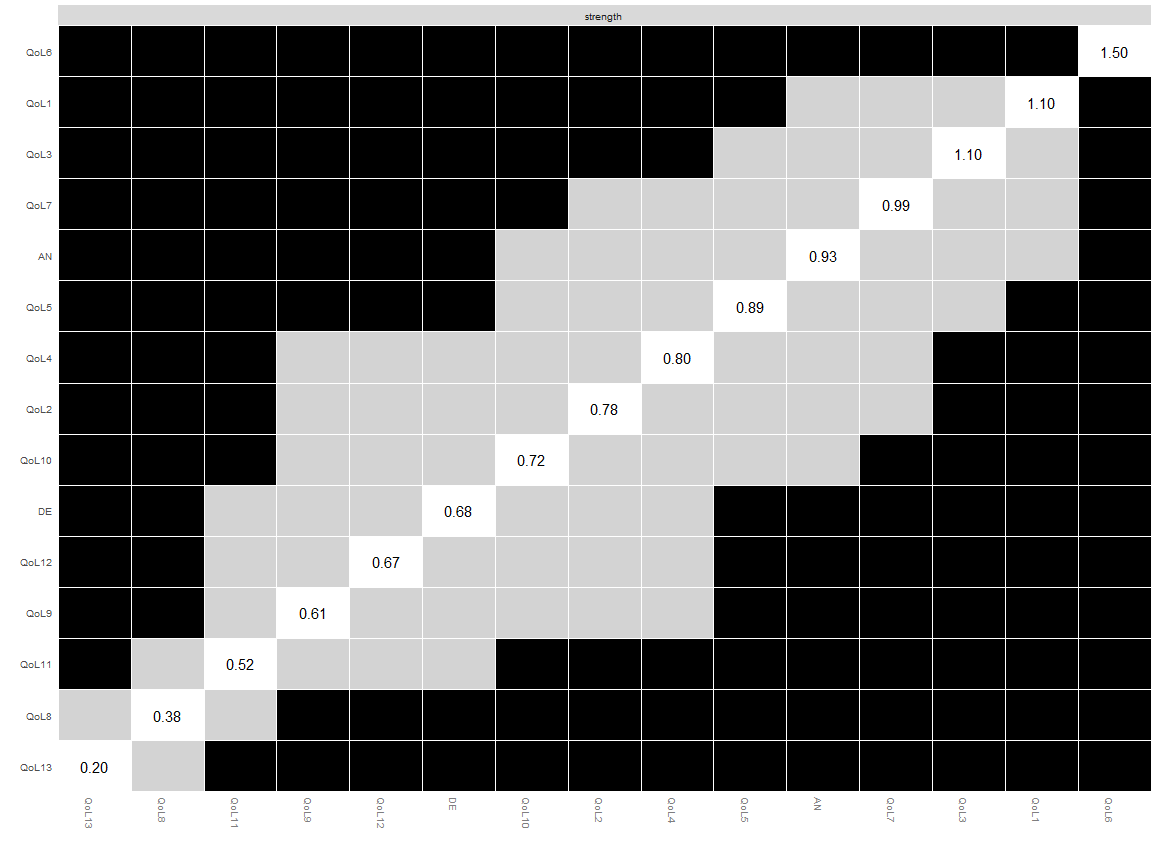 strength
QoL6 1.50
QoL1 1.10
QoL3 1.10
QoL7 0.99
AN 0.93
QoL5 0.89
QoL4 0.80
QoL2 0.78
QoL10 0.72
DE 0.68
QoL12 0.67
QoL9 0.61
QoL11 0.52
QoL8 0.38
QoL13 0.20
QoL13 QoL8 QoL11 QoL9 QoL12 DE QoL10 QoL2 QoL4 QoL5 AN QoL7 QoL3 QoL1 QoL6